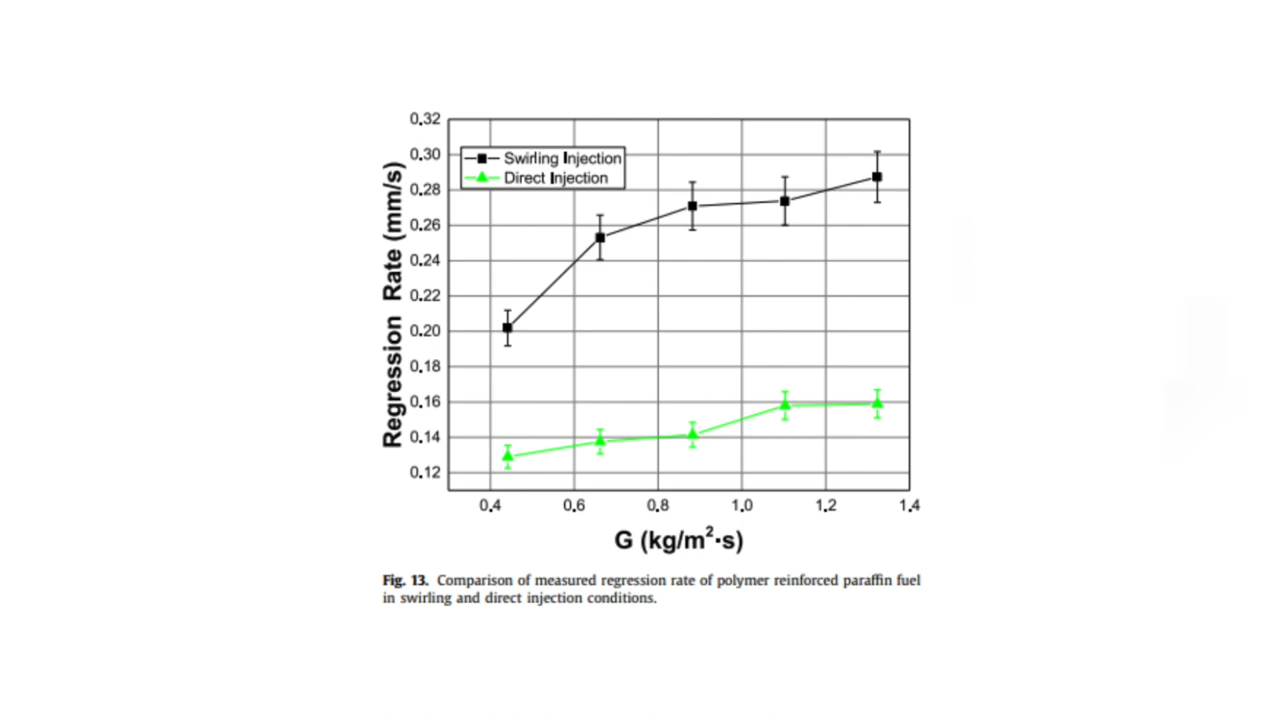 0.32
0.30
0.28
0.26
0.24
0.22
0.20
0.18
0.16
0.14
0.12
Regression Rate (mm/s)
Swirling Injection
Direct Injection
0.4 0.6 0.8 1.0 1.2 1.4
G (kg/m²·s)
Fig. 13. Comparison of measured regression rate of polymer reinforced paraffin fuel
in swirling and direct injection conditions.